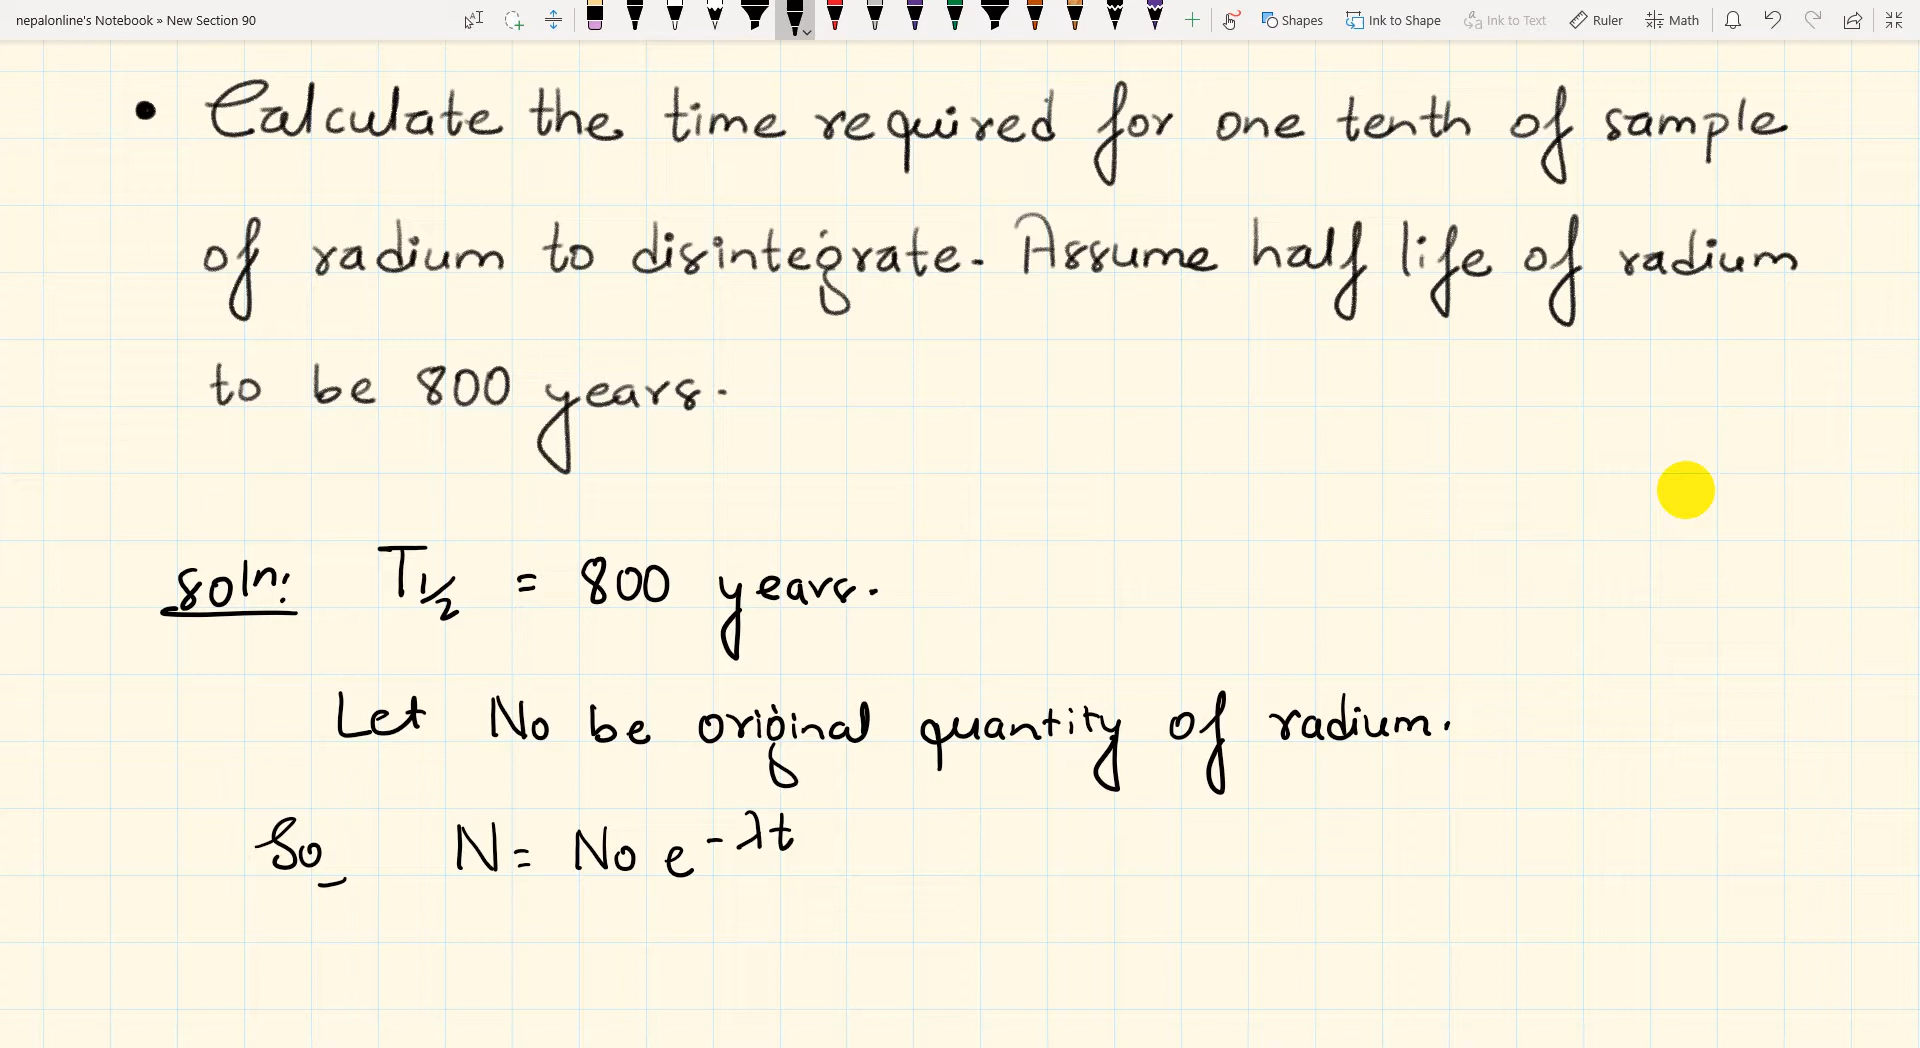 nepalonline's Notebook » New Section 90 Shapes Ink to Shape Ink to Text Ruler Math
• Calculate the time required for one tenth of sample
of radium to disintegrate. Assume half life of radium
to be 800 years.
soln: T1/2 = 800 years.
Let No be original quantity of radium.
So N = No e^-λt